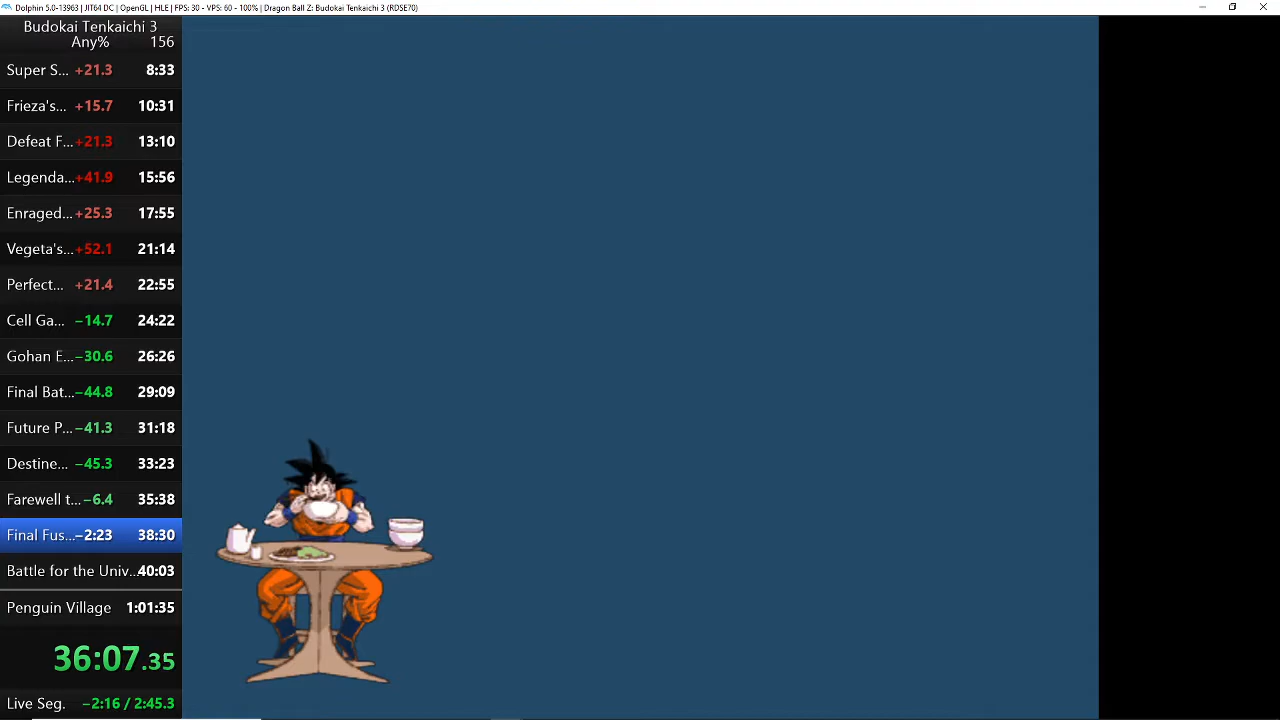 Dolphin 5.0-13963 | JIT64 DC | OpenGL | HLE | FPS: 30 - VPS: 60 - 100% | Dragon Ball Z: Budokai Tenkaichi 3 (RDSE70)
Budokai Tenkaichi 3
Any% 156
Super S... +21.3 8:33
Frieza's... +15.7 10:31
Defeat F... +21.3 13:10
Legenda... +41.9 15:56
Enraged... +25.3 17:55
Vegeta's... +52.1 21:14
Perfect... +21.4 22:55
Cell Ga... −14.7 24:22
Gohan E... −30.6 26:26
Final Bat... −44.8 29:09
Future P... −41.3 31:18
Destine... −45.3 33:23
Farewell t... −6.4 35:38
Final Fus... −2:23 38:30
Battle for the Univ... 40:03
Penguin Village 1:01:35
36:07.35
Live Seg. −2:16 / 2:45.3